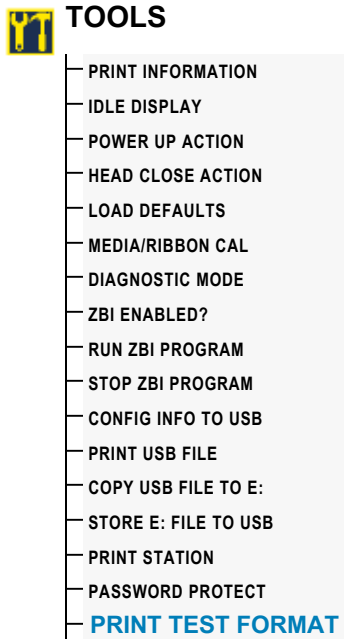 TOOLS
PRINT INFORMATION
IDLE DISPLAY
POWER UP ACTION
HEAD CLOSE ACTION
LOAD DEFAULTS
MEDIA/RIBBON CAL
DIAGNOSTIC MODE
ZBI ENABLED?
RUN ZBI PROGRAM
STOP ZBI PROGRAM
CONFIG INFO TO USB
PRINT USB FILE
COPY USB FILE TO E:
STORE E: FILE TO USB
PRINT STATION
PASSWORD PROTECT
PRINT TEST FORMAT